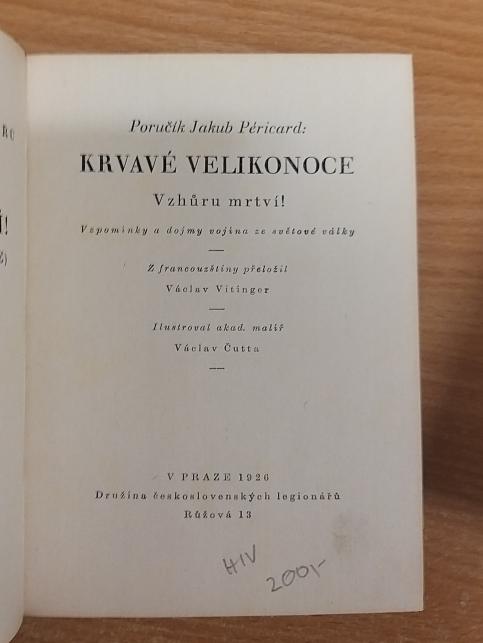 Poručík Jakub Péricard:
KRVAVÉ VELIKONOCE
Vzhůru mrtví!
Vzpomínky a dojmy vojína ze světové války
Z francouzštiny přeložil
Václav Vitinger
Ilustroval akad. malíř
Václav Čutta
V PRAZE 1926
Družina československých legionářů
Růžová 13
HIV
200,-